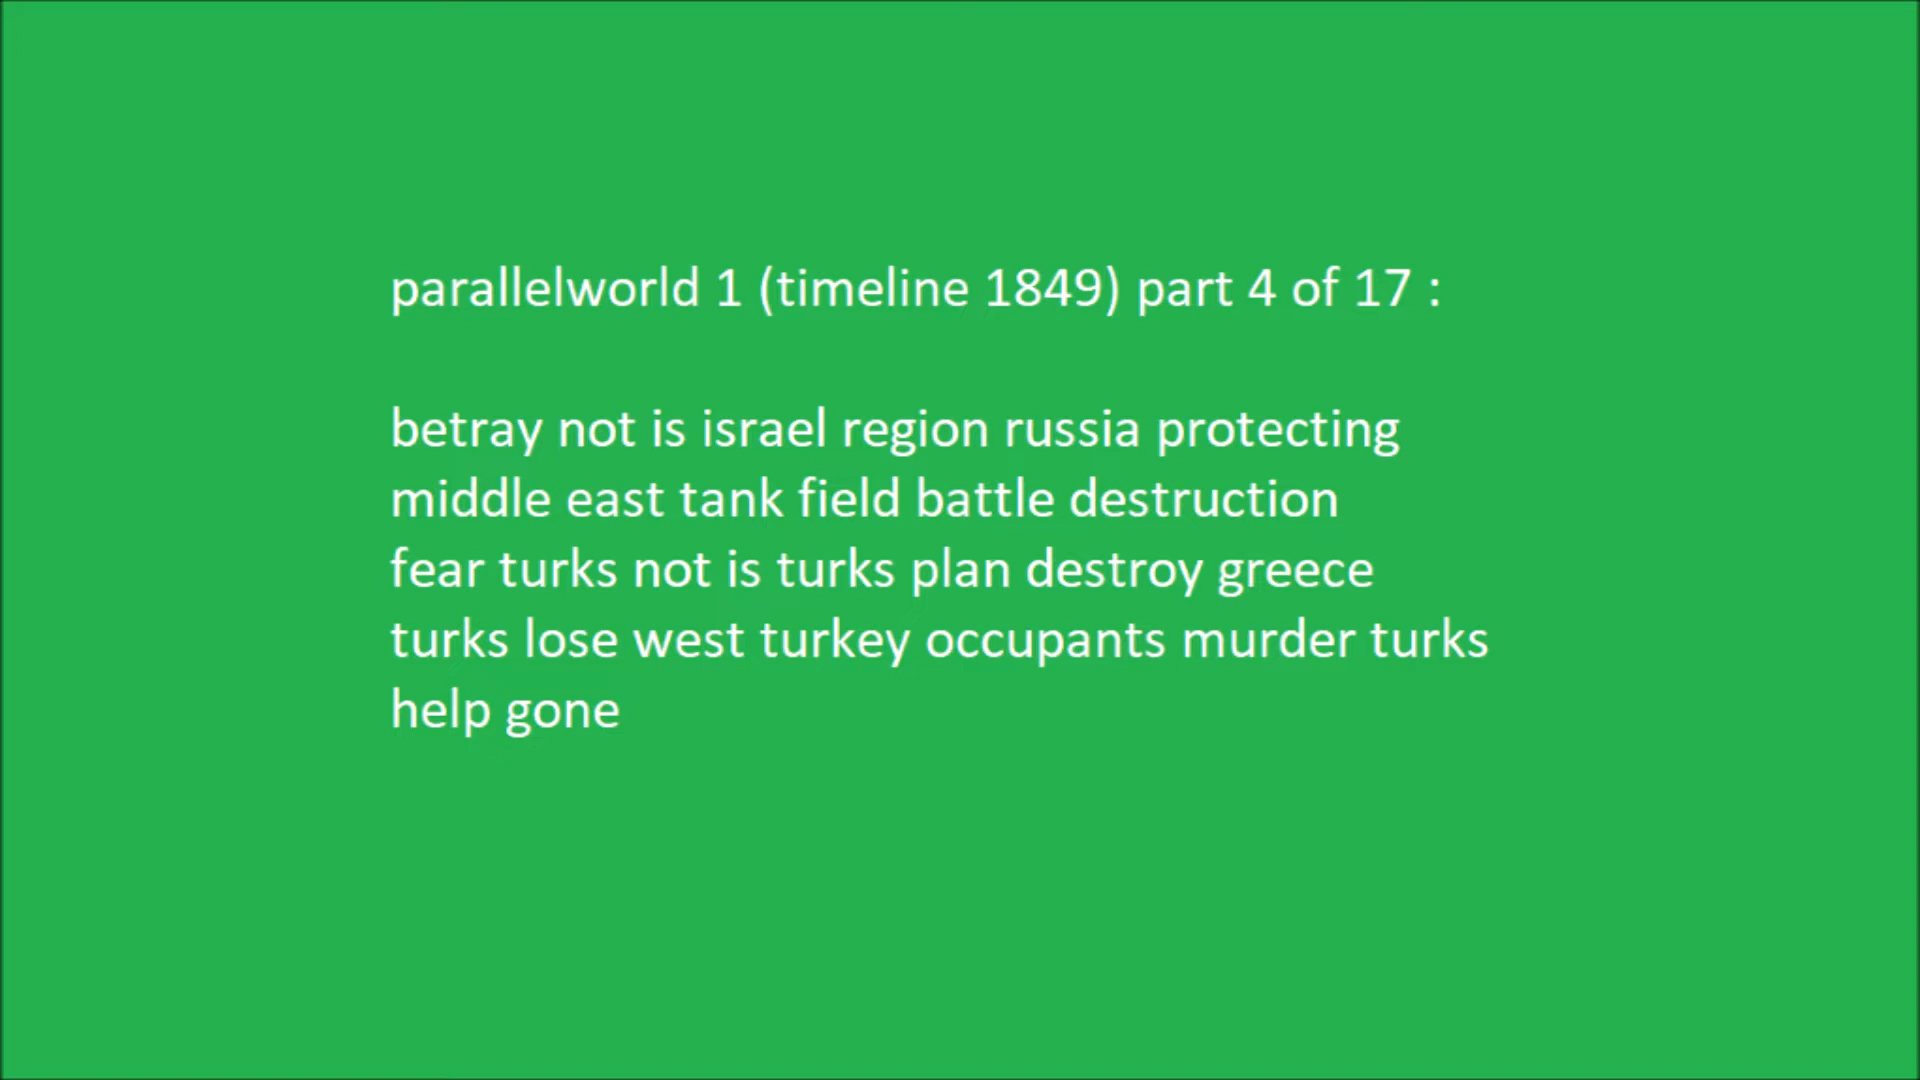 parallelworld 1 (timeline 1849) part 4 of 17 :
betray not is israel region russia protecting
middle east tank field battle destruction
fear turks not is turks plan destroy greece
turks lose west turkey occupants murder turks
help gone